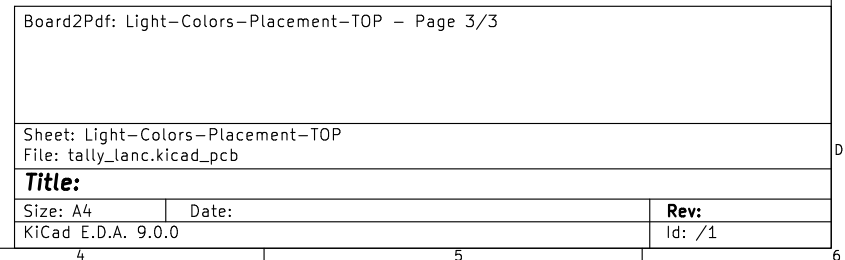 Board2Pdf: Light-Colors-Placement-TOP - Page 3/3
Sheet: Light-Colors-Placement-TOP
File: tally_lanc.kicad_pcb
D
Title:
Size: A4 Date: Rev:
KiCad E.D.A. 9.0.0 Id: /1
4 5 6